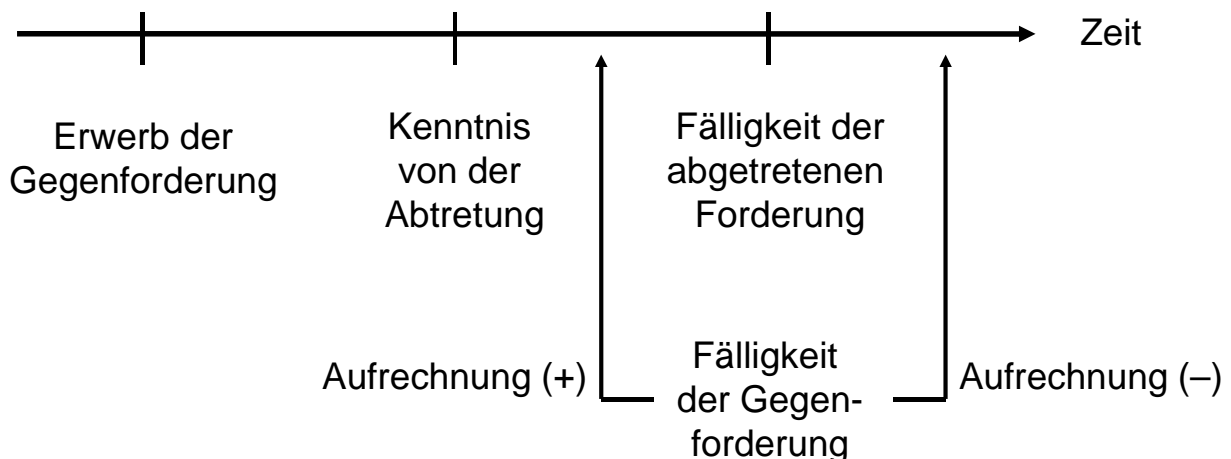 Zeit
Erwerb der
Gegenforderung
Kenntnis
von der
Abtretung
Fälligkeit der
abgetretenen
Forderung
Aufrechnung (+)
Fälligkeit
der Gegen-
forderung
Aufrechnung (–)